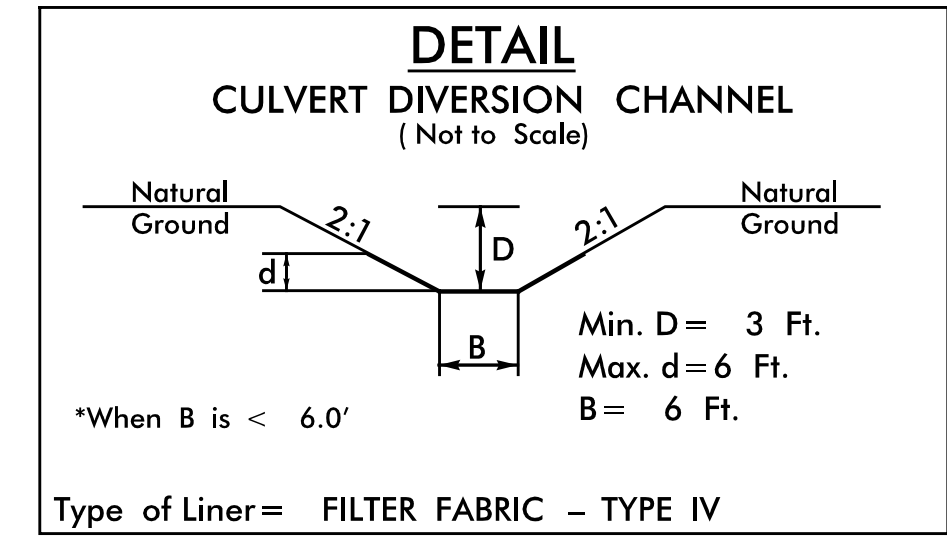 DETAIL
CULVERT DIVERSION CHANNEL
( Not to Scale)
Natural
Ground
2:1
d
D
B
2:1
Natural
Ground
Min. D = 3 Ft.
Max. d = 6 Ft.
B = 6 Ft.
*When B is < 6.0'
Type of Liner = FILTER FABRIC – TYPE IV